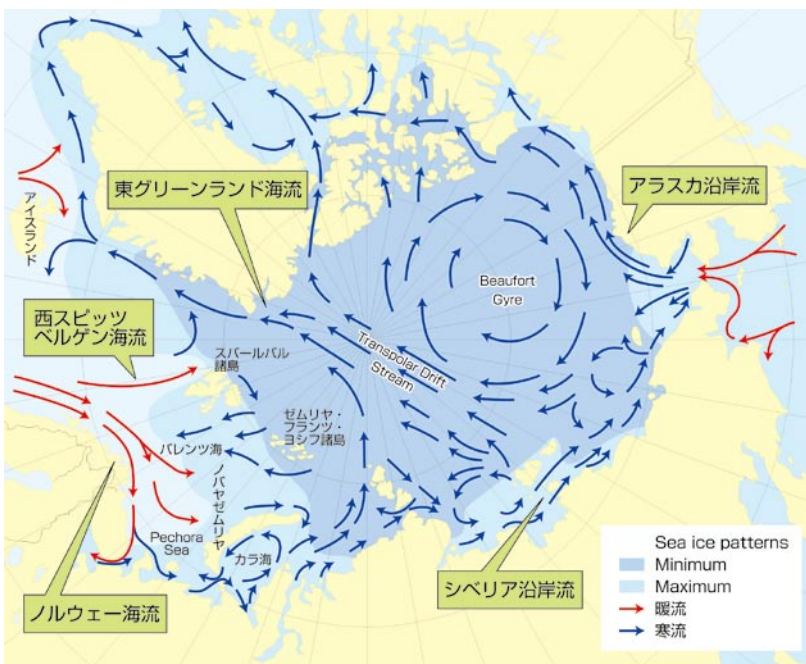 東グリーンランド海流
アラスカ沿岸流
アイスランド
Beaufort
Gyre
西スピッツ
ベルゲン海流
Transpolar Drift
Stream
スバールバル
諸島
ゼムリヤ・
フランツ・
ヨシフ諸島
バレンツ海
ノバヤゼムリヤ
Pechora
Sea
カラ海
ノルウェー海流
シベリア沿岸流
Sea ice patterns
Minimum
Maximum
暖流
寒流